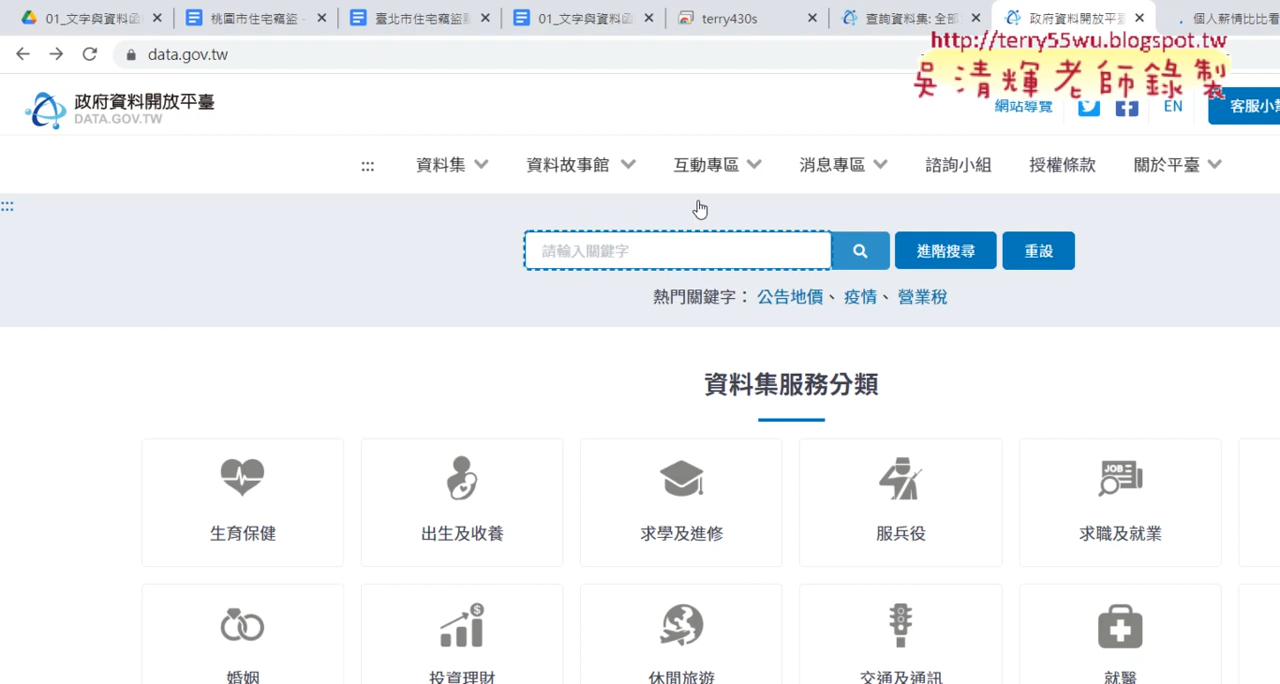 01_文字與資料函
桃園市住宅竊盜 -
臺北市住宅竊盜
01_文字與資料函
terry430s
查詢資料集: 全部
政府資料開放平臺
個人薪情比比看
http://terry55wu.blogspot.tw
data.gov.tw
吳清輝老師錄製
政府資料開放平臺
DATA.GOV.TW
網站導覽
EN
客服小幫
資料集
資料故事館
互動專區
消息專區
諮詢小組
授權條款
關於平臺
請輸入關鍵字
進階搜尋
重設
熱門關鍵字： 公告地價、 疫情、 營業稅
資料集服務分類
生育保健
出生及收養
求學及進修
服兵役
求職及就業
婚姻
投資理財
休閒旅遊
交通及通訊
就醫